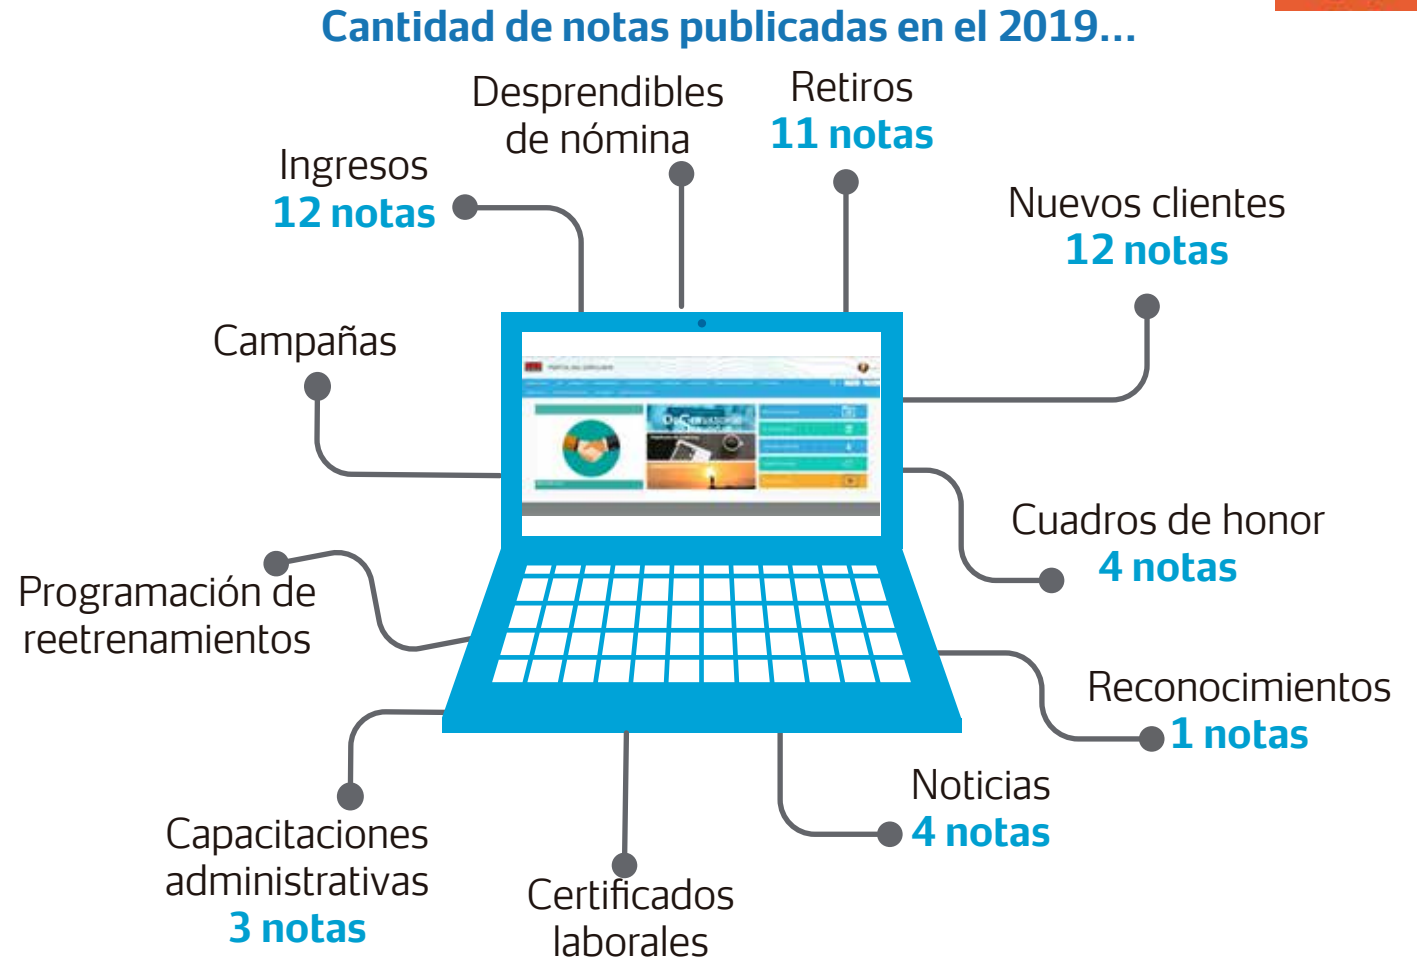 Cantidad de notas publicadas en el 2019...
Desprendibles
de nómina
Retiros
11 notas
Ingresos
12 notas
Nuevos clientes
12 notas
Campañas
Cuadros de honor
4 notas
Programación de
reetrenamientos
Reconocimientos
1 notas
Noticias
4 notas
Capacitaciones
administrativas
3 notas
Certificados
laborales